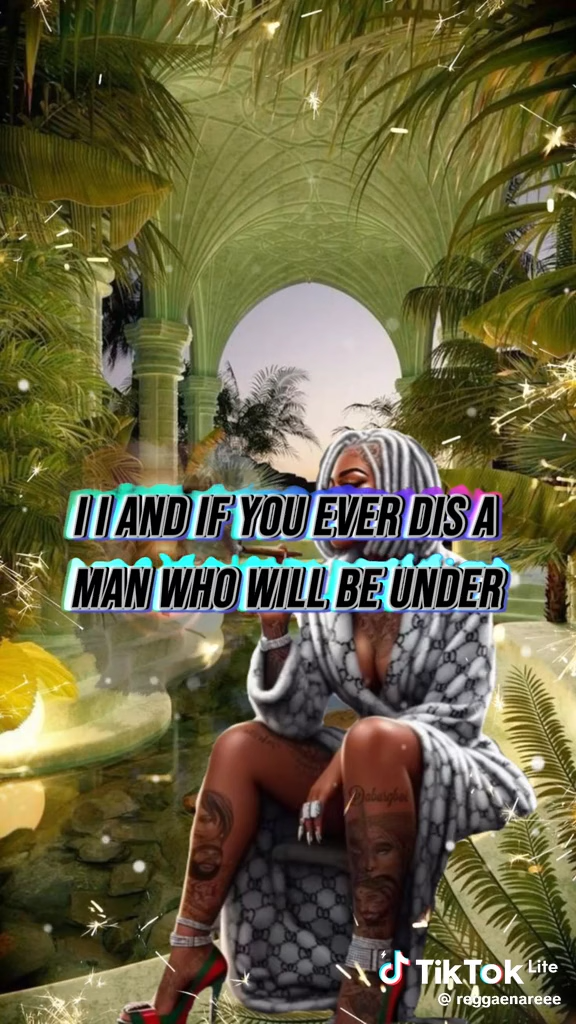 I I AND IF YOU EVER DIS A
MAN WHO WILL BE UNDER
TikTok Lite
@ reggaenareee